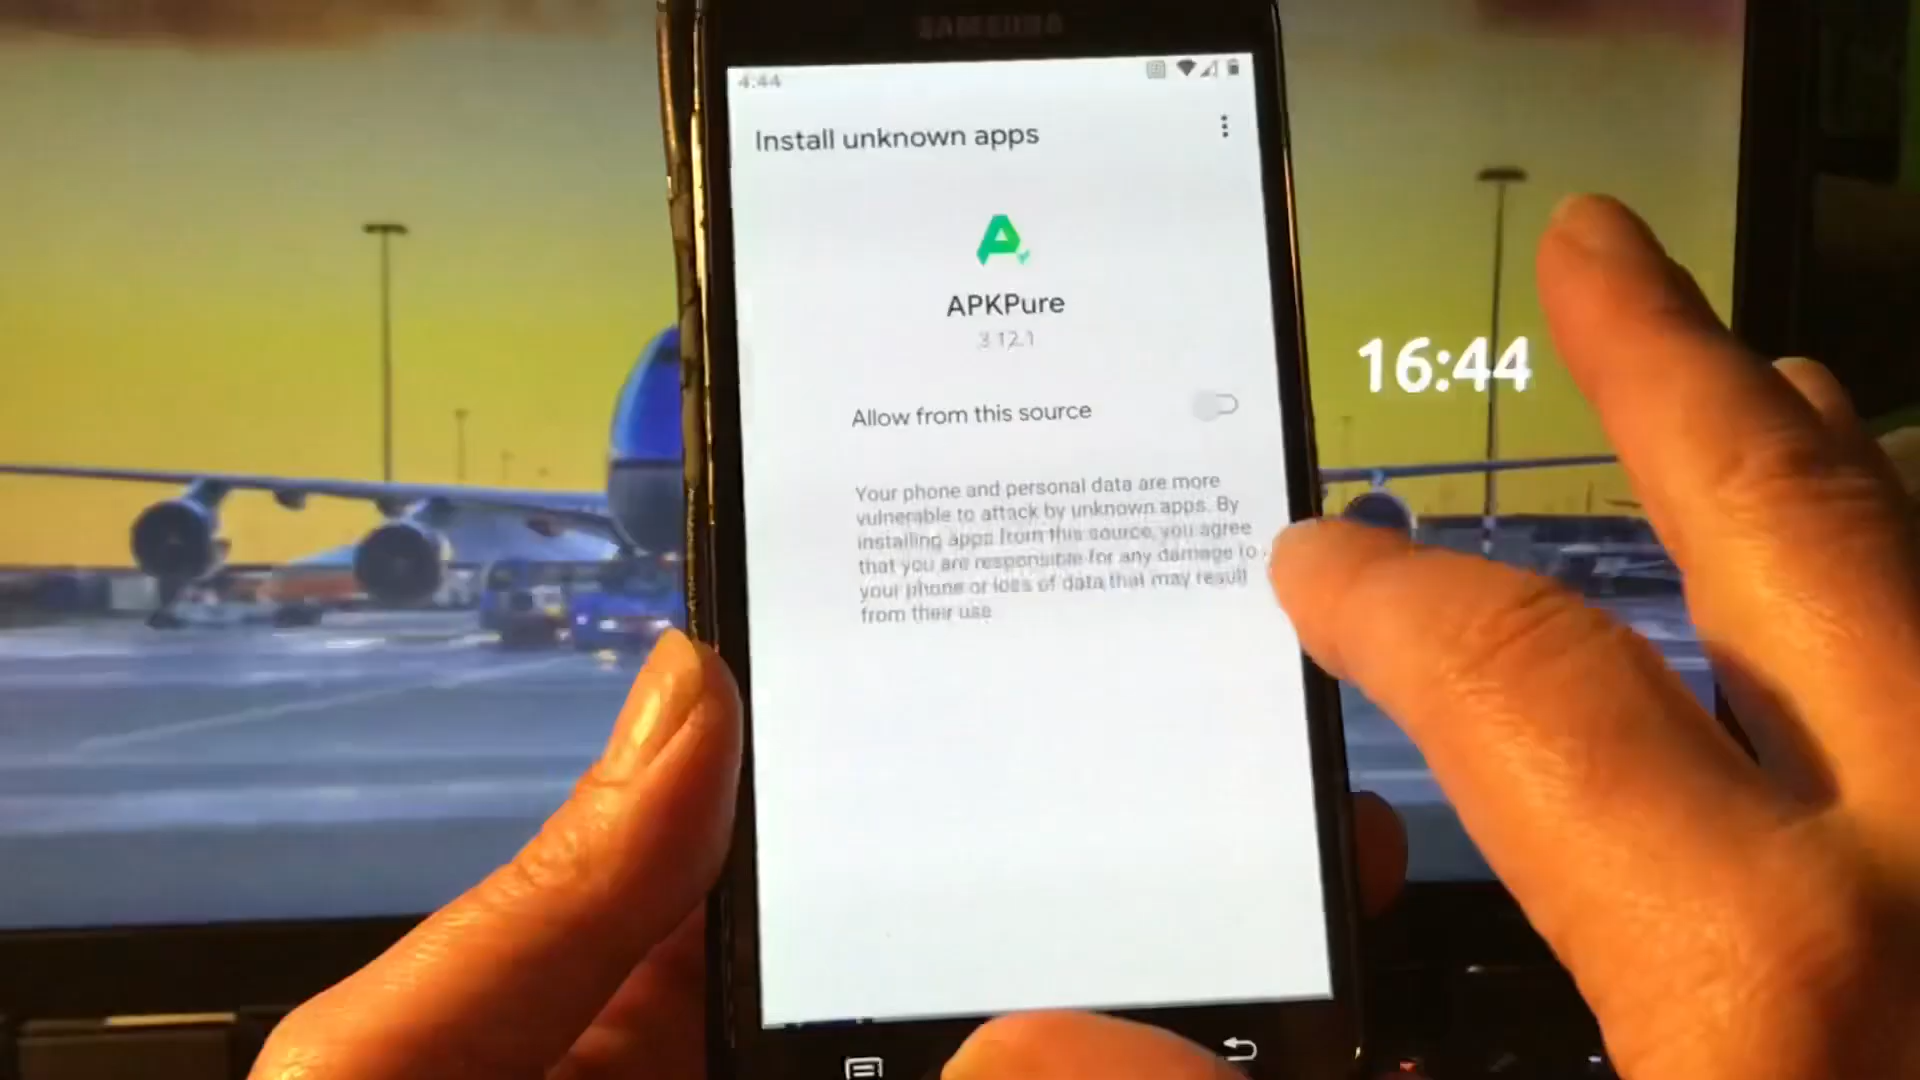 SAMSUNG
4:44
Install unknown apps
APKPure
3.12.1
Allow from this source
16:44
Your phone and personal data are more
vulnerable to attack by unknown apps. By
installing apps from this source, you agree
that you are responsible for any damage to
your phone or loss of data that may result
from their use